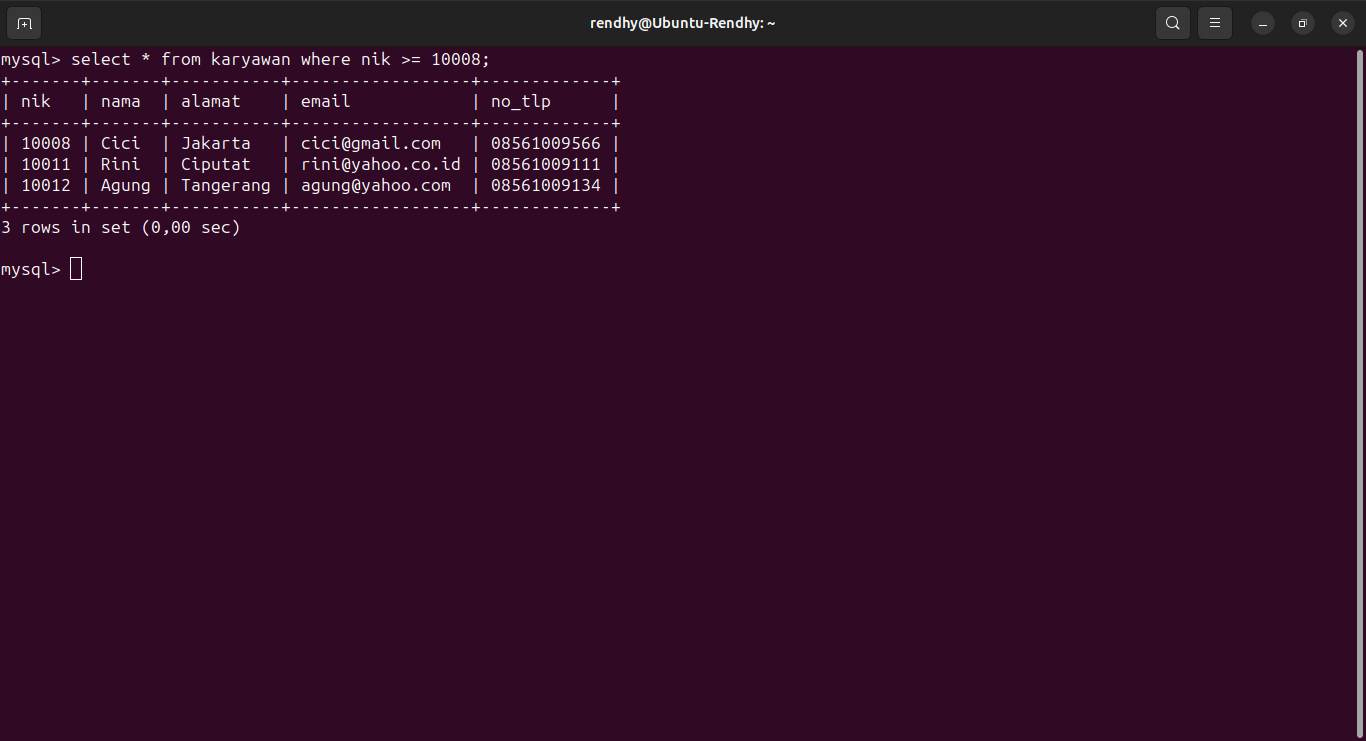 rendhy@Ubuntu-Rendhy: ~
mysql> select * from karyawan where nik >= 10008;
+-------+-------+-----------+------------------+-------------+
| nik   | nama  | alamat    | email            | no_tlp      |
+-------+-------+-----------+------------------+-------------+
| 10008 | Cici  | Jakarta   | cici@gmail.com   | 08561009566 |
| 10011 | Rini  | Ciputat   | rini@yahoo.co.id | 08561009111 |
| 10012 | Agung | Tangerang | agung@yahoo.com  | 08561009134 |
+-------+-------+-----------+------------------+-------------+
3 rows in set (0,00 sec)
mysql>